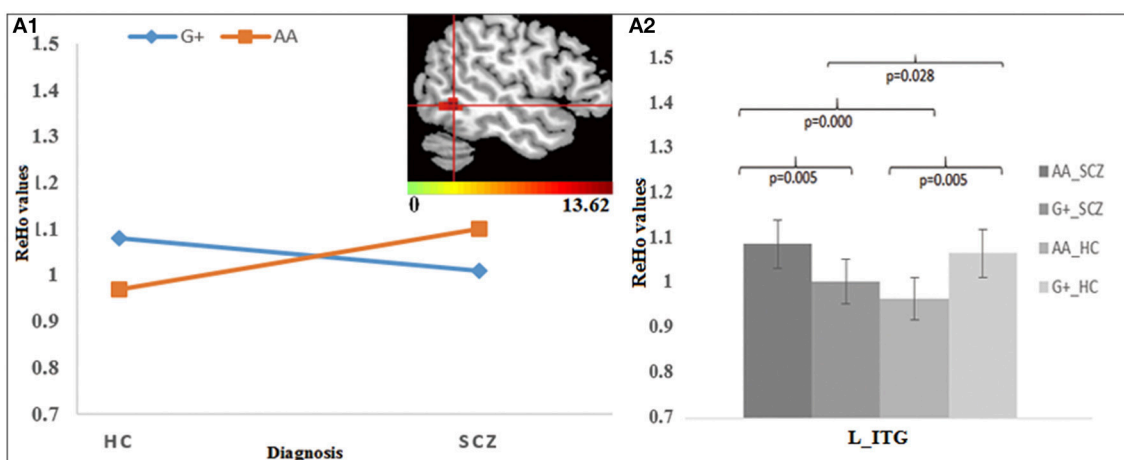 A1
G+ AA
1.5
1.4
1.3
1.2
1.1
1
0.9
0.8
0.7
ReHo values
HC
SCZ
Diagnosis
0 13.62
A2
1.5
1.4
1.3
1.2
1.1
1
0.9
0.8
0.7
ReHo values
p=0.028
p=0.000
p=0.005
p=0.005
AA_SCZ
G+_SCZ
AA_HC
G+_HC
L_ITG